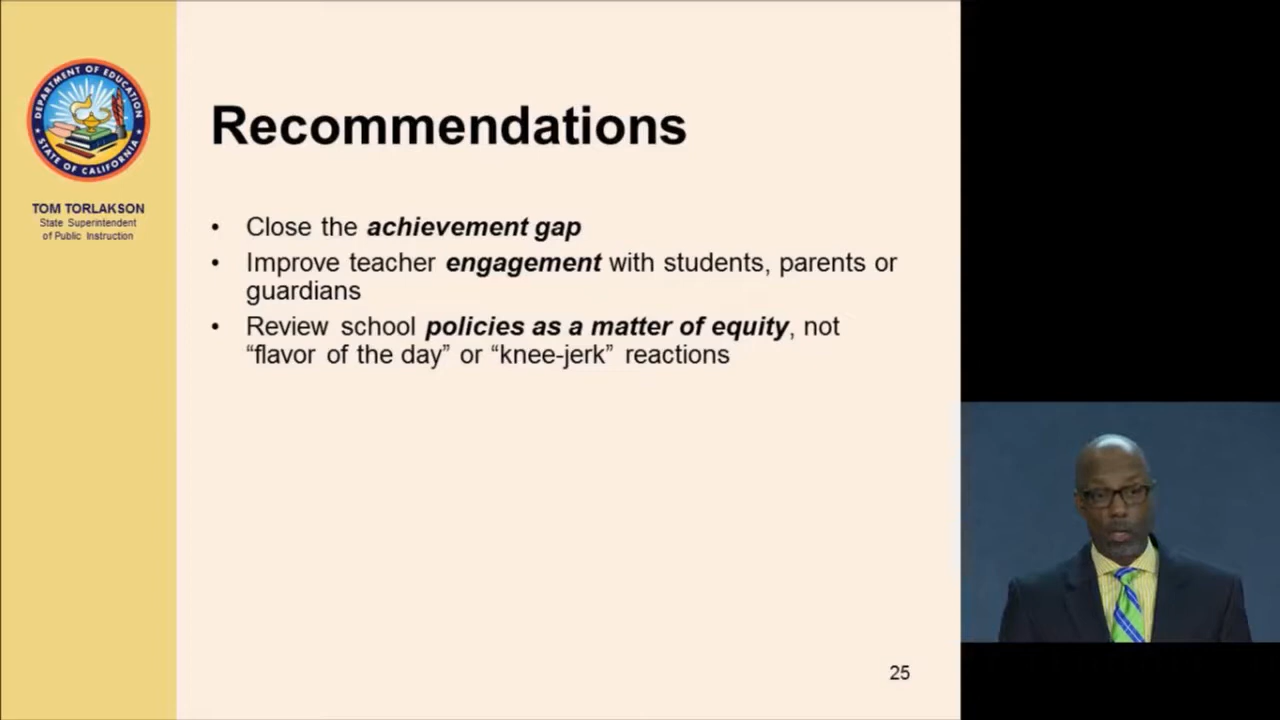 DEPARTMENT OF EDUCATION
STATE OF CALIFORNIA
TOM TORLAKSON
State Superintendent
of Public Instruction
Recommendations
• Close the achievement gap
• Improve teacher engagement with students, parents or
guardians
• Review school policies as a matter of equity, not
“flavor of the day” or “knee-jerk” reactions
25